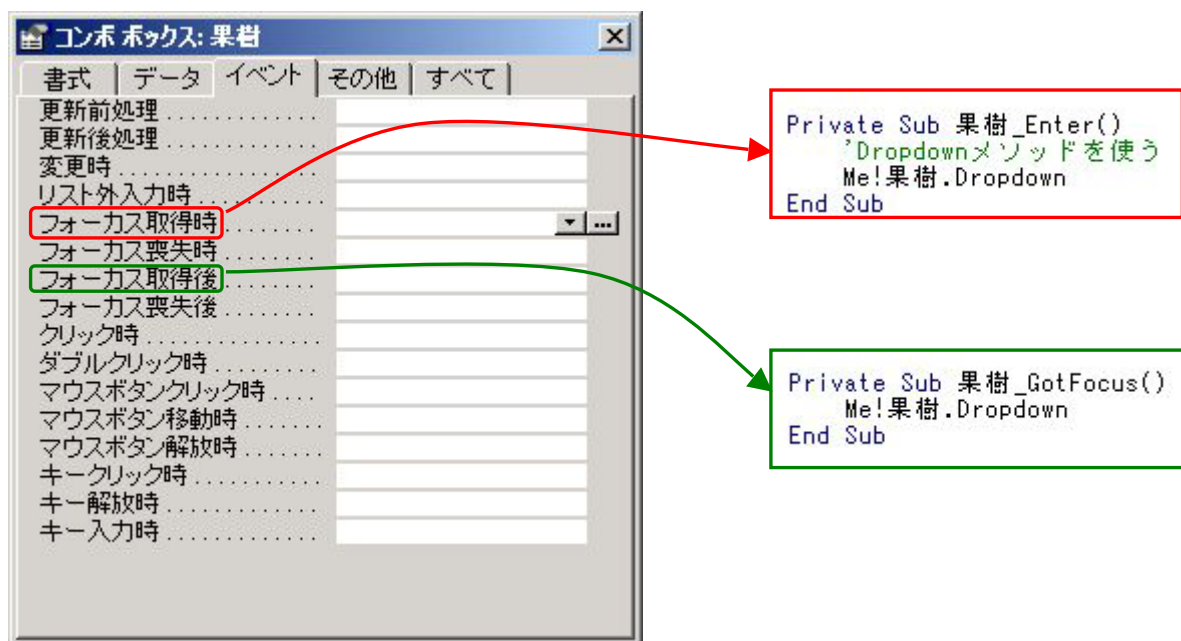 コンボ ボックス: 果樹
書式 データ イベント その他 すべて
更新前処理
更新後処理
変更時
リスト外入力時
フォーカス取得時
フォーカス喪失時
フォーカス取得後
フォーカス喪失後
クリック時
ダブルクリック時
マウスボタンクリック時
マウスボタン移動時
マウスボタン解放時
キークリック時
キー解放時
キー入力時
Private Sub 果樹_Enter()
'Dropdownメソッドを使う
Me!果樹.Dropdown
End Sub
Private Sub 果樹_GotFocus()
Me!果樹.Dropdown
End Sub